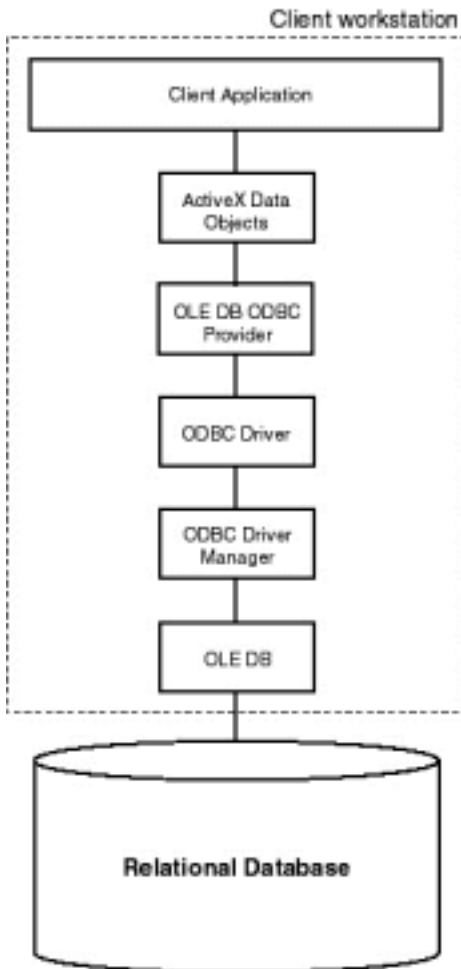 Client workstation
Client Application
ActiveX Data
Objects
OLE DB ODBC
Provider
ODBC Driver
ODBC Driver
Manager
OLE DB
Relational Database